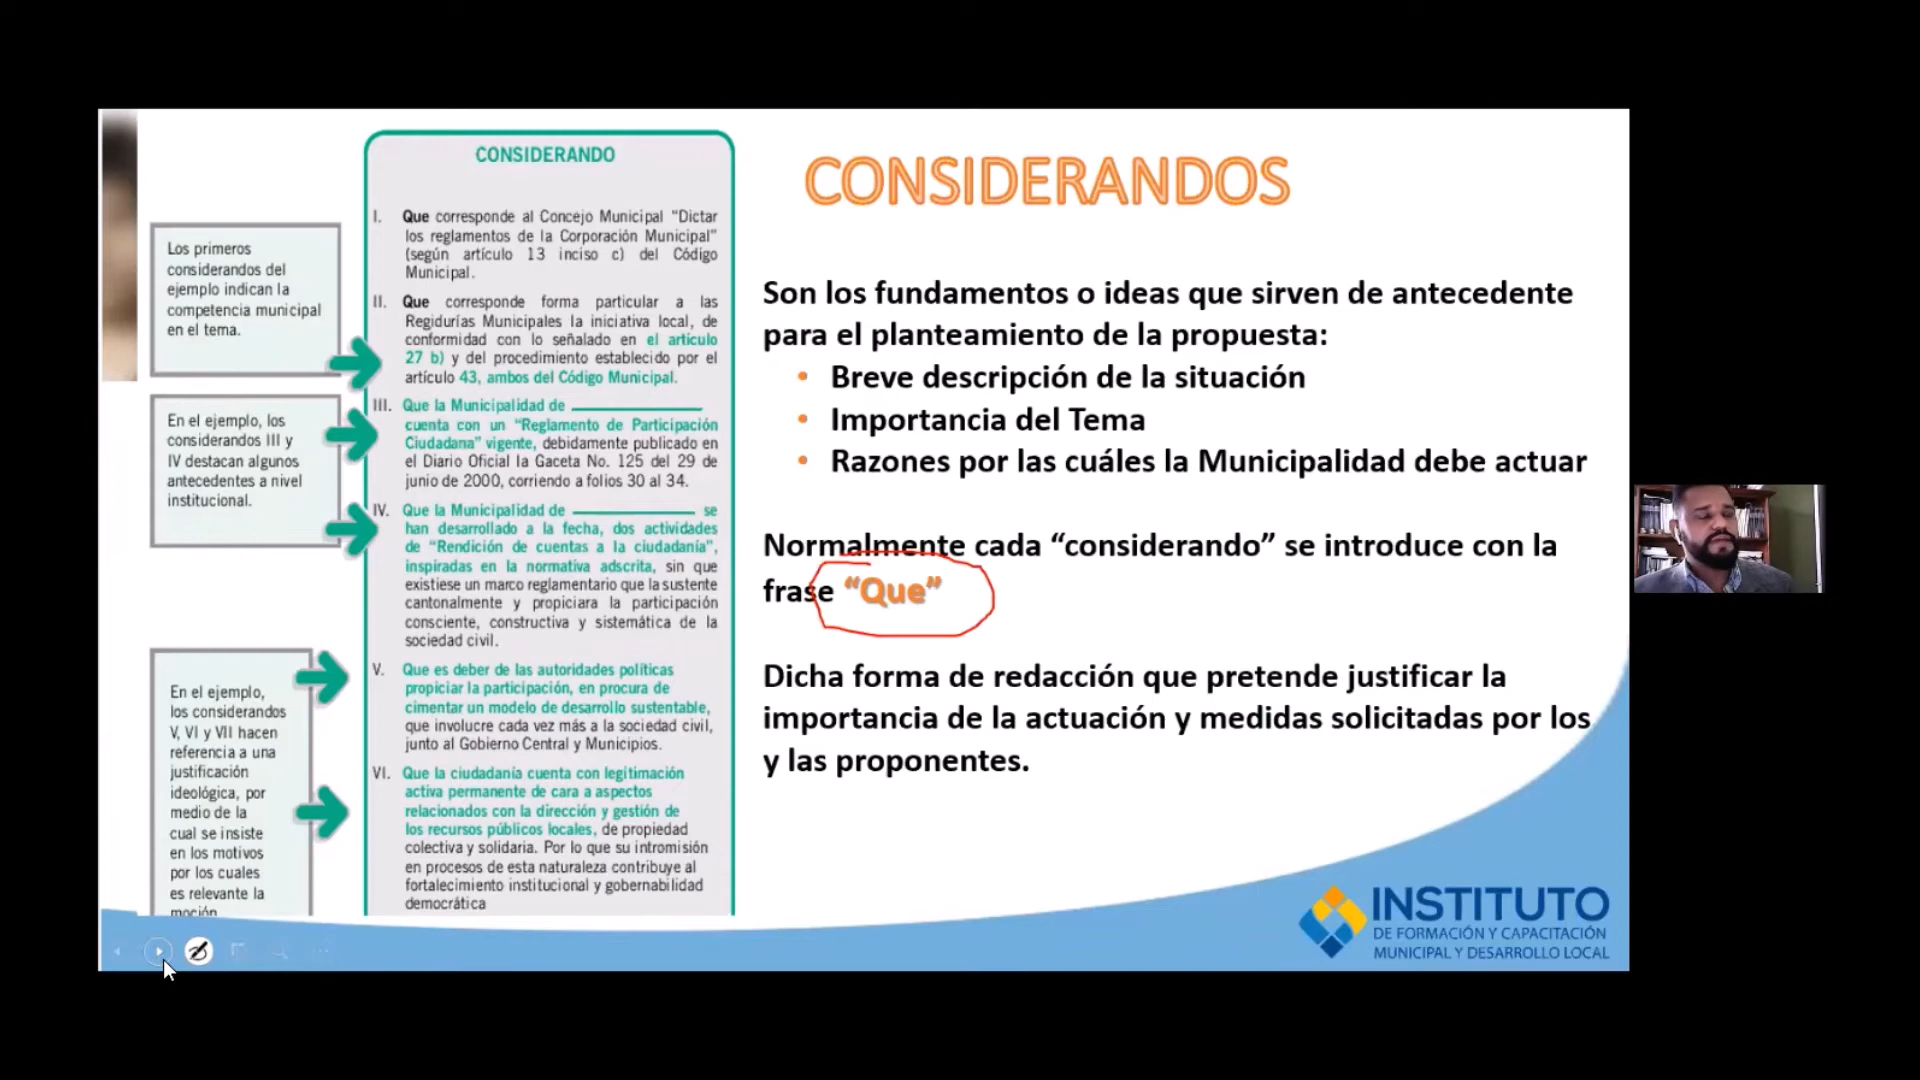 CONSIDERANDO
I. Que corresponde al Concejo Municipal “Dictar
los reglamentos de la Corporación Municipal”
(según artículo 13 inciso c) del Código
Municipal.
II. Que corresponde forma particular a las
Regidurías Municipales la iniciativa local, de
conformidad con lo señalado en el artículo
27 b) y del procedimiento establecido por el
artículo 43, ambos del Código Municipal.
III. Que la Municipalidad de ____________
cuenta con un “Reglamento de Participación
Ciudadana” vigente, debidamente publicado en
el Diario Oficial la Gaceta No. 125 del 29 de
junio de 2000, corriendo a folios 30 al 34.
IV. Que la Municipalidad de ____________ se
han desarrollado a la fecha, dos actividades
de “Rendición de cuentas a la ciudadanía”,
inspiradas en la normativa adscrita, sin que
existiese un marco reglamentario que la sustente
cantonalmente y propiciara la participación
consciente, constructiva y sistemática de la
sociedad civil.
V. Que es deber de las autoridades políticas
propiciar la participación, en procura de
cimentar un modelo de desarrollo sustentable,
que involucre cada vez más a la sociedad civil,
junto al Gobierno Central y Municipios.
VI. Que la ciudadanía cuenta con legitimación
activa permanente de cara a aspectos
relacionados con la dirección y gestión de
los recursos públicos locales, de propiedad
colectiva y solidaria. Por lo que su intromisión
en procesos de esta naturaleza contribuye al
fortalecimiento institucional y gobernabilidad
democrática
Los primeros
considerandos del
ejemplo indican la
competencia municipal
en el tema.
En el ejemplo, los
considerandos III y
IV destacan algunos
antecedentes a nivel
institucional.
En el ejemplo,
los considerandos
V, VI y VII hacen
referencia a una
justificación
ideológica, por
medio de la
cual se insiste
en los motivos
por los cuales
es relevante la
moción
CONSIDERANDOS
Son los fundamentos o ideas que sirven de antecedente
para el planteamiento de la propuesta:
• Breve descripción de la situación
• Importancia del Tema
• Razones por las cuáles la Municipalidad debe actuar
Normalmente cada “considerando” se introduce con la
frase “Que”
Dicha forma de redacción que pretende justificar la
importancia de la actuación y medidas solicitadas por los
y las proponentes.
INSTITUTO
DE FORMACIÓN Y CAPACITACIÓN
MUNICIPAL Y DESARROLLO LOCAL